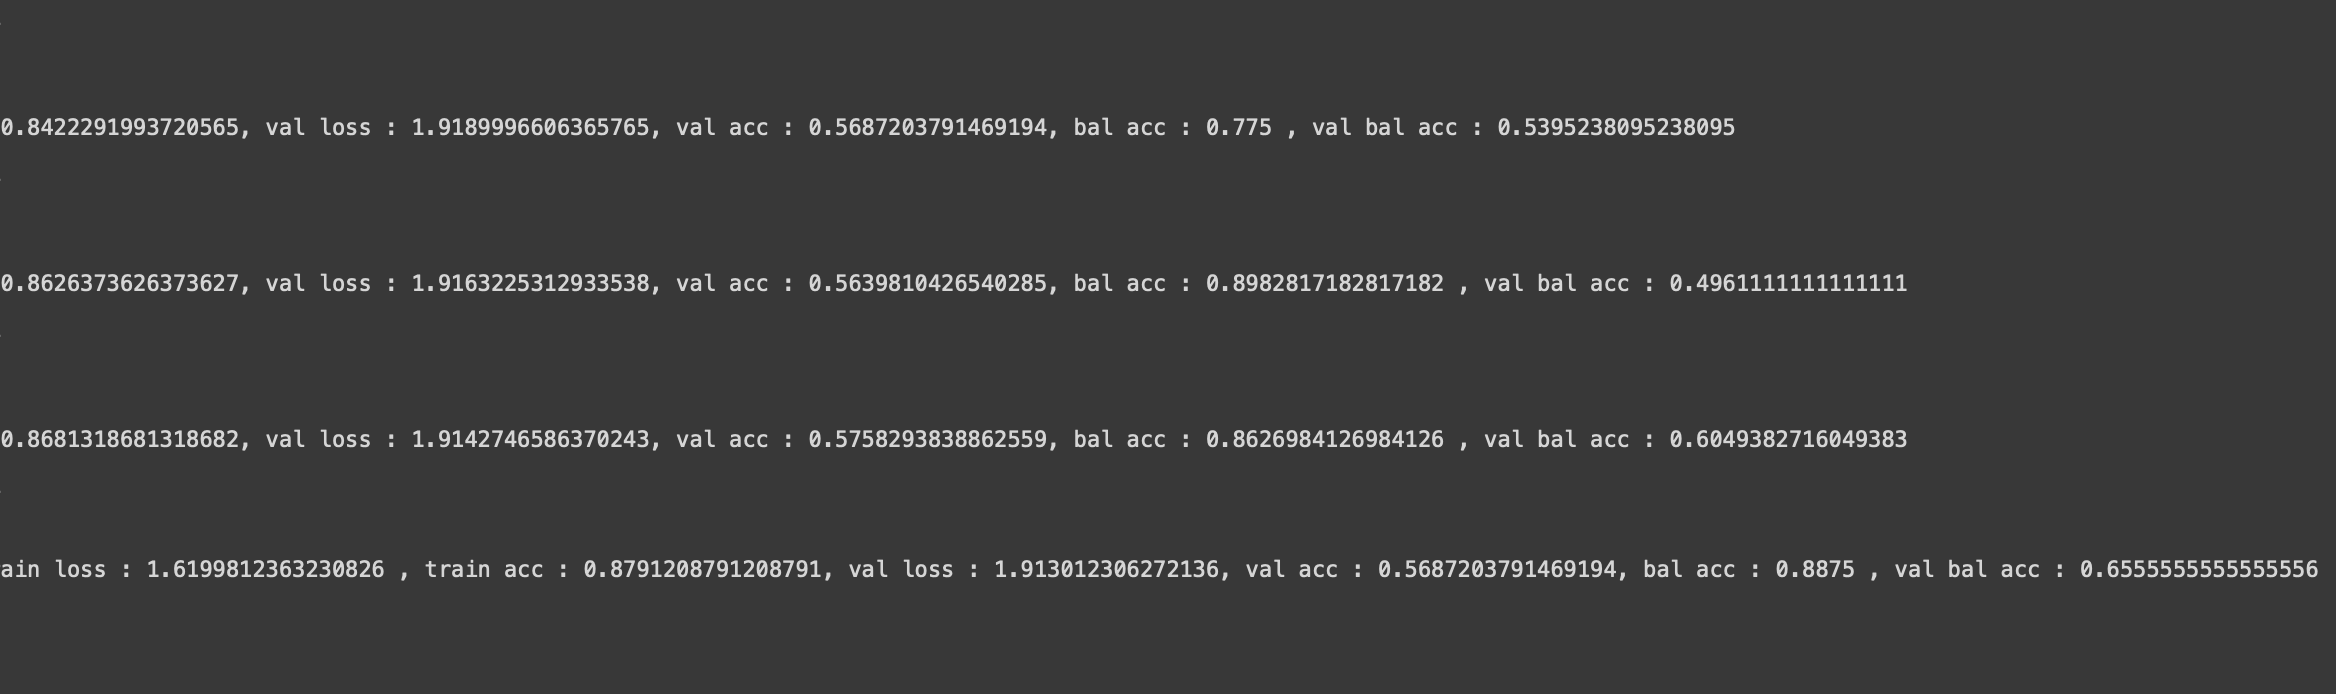 0.8422291993720565, val loss : 1.9189996606365765, val acc : 0.5687203791469194, bal acc : 0.775 , val bal acc : 0.5395238095238095
0.8626373626373627, val loss : 1.9163225312933538, val acc : 0.5639810426540285, bal acc : 0.8982817182817182 , val bal acc : 0.4961111111111111
0.8681318681318682, val loss : 1.9142746586370243, val acc : 0.5758293838862559, bal acc : 0.8626984126984126 , val bal acc : 0.6049382716049383
ain loss : 1.6199812363230826 , train acc : 0.8791208791208791, val loss : 1.913012306272136, val acc : 0.5687203791469194, bal acc : 0.8875 , val bal acc : 0.6555555555555556